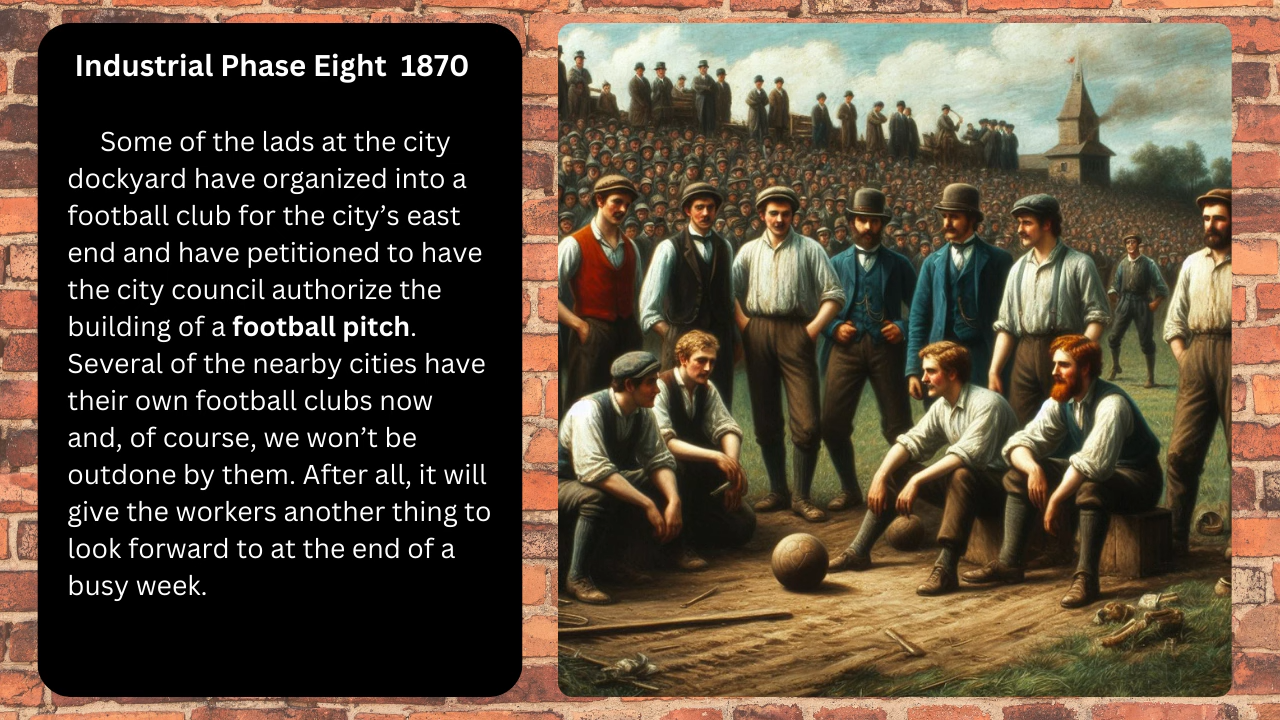 Industrial Phase Eight 1870
Some of the lads at the city
dockyard have organized into a
football club for the city’s east
end and have petitioned to have
the city council authorize the
building of a football pitch.
Several of the nearby cities have
their own football clubs now
and, of course, we won’t be
outdone by them. After all, it will
give the workers another thing to
look forward to at the end of a
busy week.